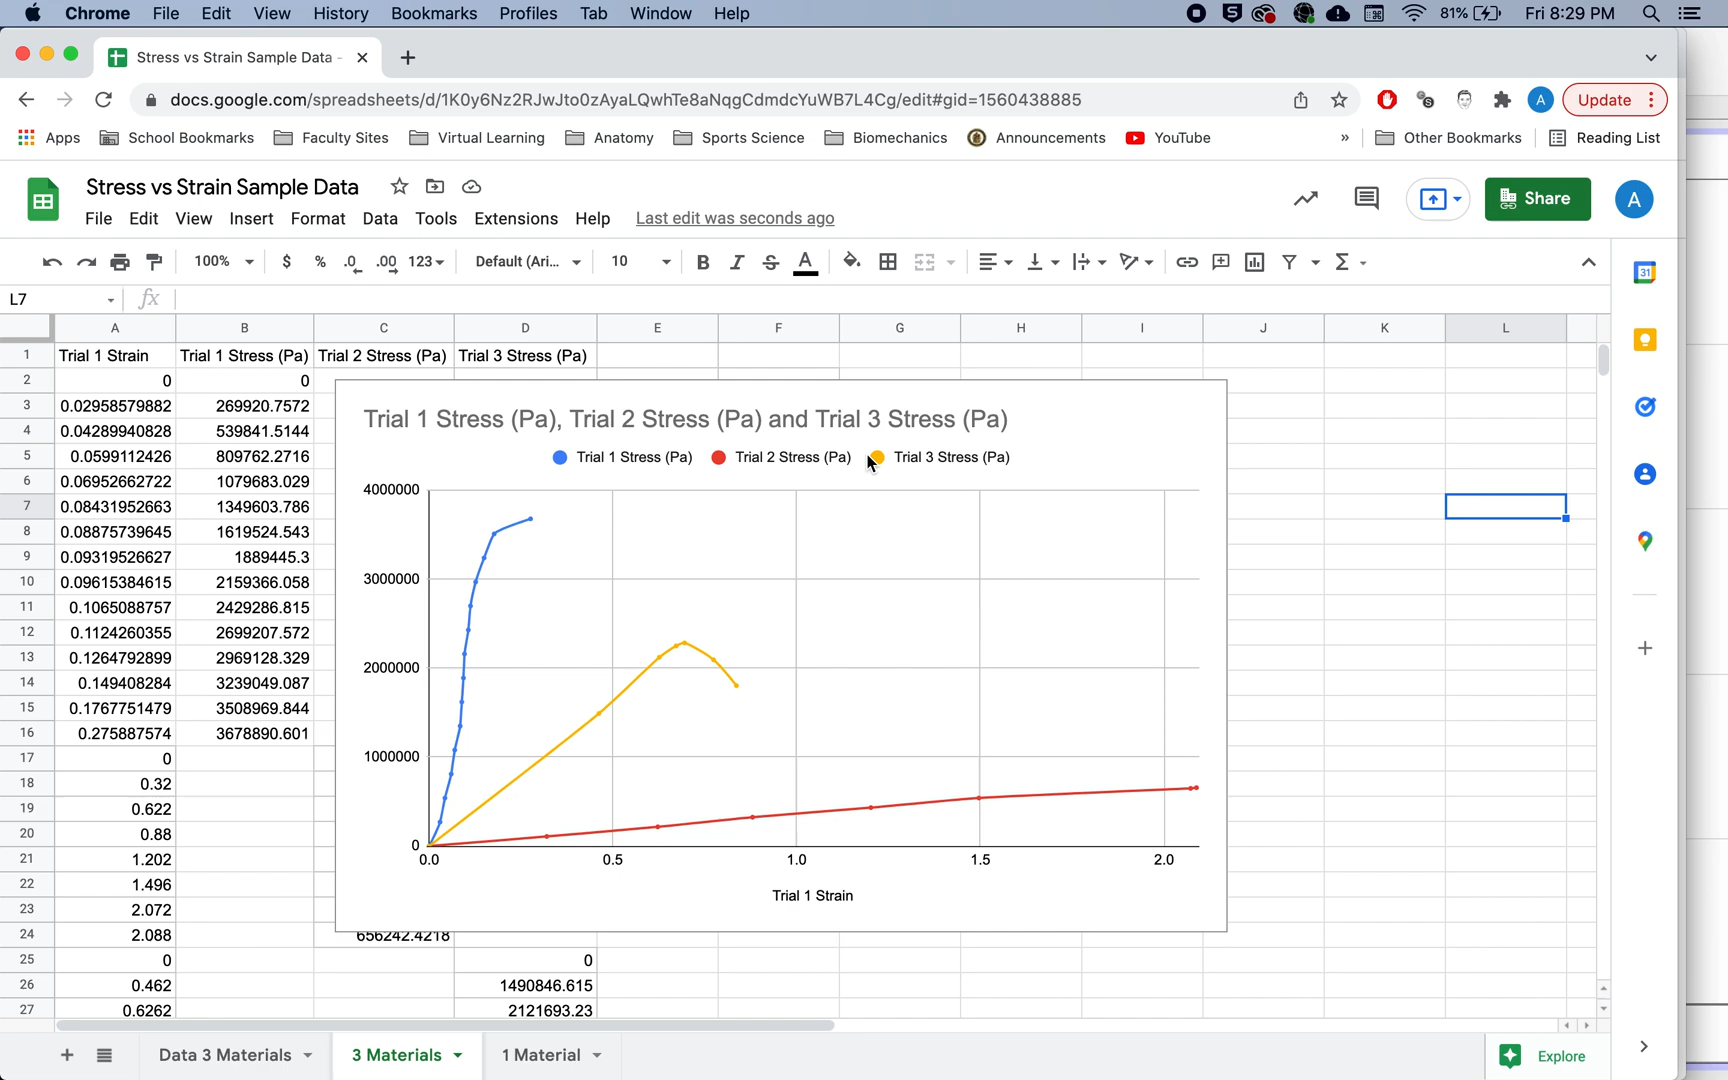 Chrome File Edit View History Bookmarks Profiles Tab Window Help 81% Fri 8:29 PM
Stress vs Strain Sample Data -
docs.google.com/spreadsheets/d/1K0y6Nz2RJwJto0zAyaLQwhTe8aNqgCdmdcYuWB7L4Cg/edit#gid=1560438885 A Update
Apps School Bookmarks Faculty Sites Virtual Learning Anatomy Sports Science Biomechanics Announcements YouTube » Other Bookmarks Reading List
Stress vs Strain Sample Data
File Edit View Insert Format Data Tools Extensions Help Last edit was seconds ago
Share A
100% $ % .0 .00 123 Default (Ari... 10 B I S A Σ 31
L7 fx
A B C D E F G H I J K L
1 Trial 1 Strain Trial 1 Stress (Pa) Trial 2 Stress (Pa) Trial 3 Stress (Pa)
2 0 0
3 0.02958579882 269920.7572
4 0.04289940828 539841.5144
5 0.0599112426 809762.2716
6 0.06952662722 1079683.029
7 0.08431952663 1349603.786
8 0.08875739645 1619524.543
9 0.09319526627 1889445.3
10 0.09615384615 2159366.058
11 0.1065088757 2429286.815
12 0.1124260355 2699207.572
13 0.1264792899 2969128.329
14 0.149408284 3239049.087
15 0.1767751479 3508969.844
16 0.275887574 3678890.601
17 0
18 0.32
19 0.622
20 0.88
21 1.202
22 1.496
23 2.072
24 2.088 656242.4218
25 0 0
26 0.462 1490846.615
27 0.6262 2121693.23
Trial 1 Stress (Pa), Trial 2 Stress (Pa) and Trial 3 Stress (Pa)
Trial 1 Stress (Pa) Trial 2 Stress (Pa) Trial 3 Stress (Pa)
4000000
3000000
2000000
1000000
0
0.0 0.5 1.0 1.5 2.0
Trial 1 Strain
Data 3 Materials 3 Materials 1 Material Explore